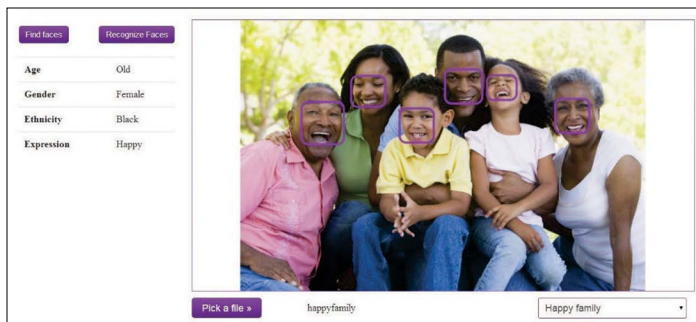 Find faces
Recognize Faces
Age Old
Gender Female
Ethnicity Black
Expression Happy
Pick a file »
happyfamily
Happy family